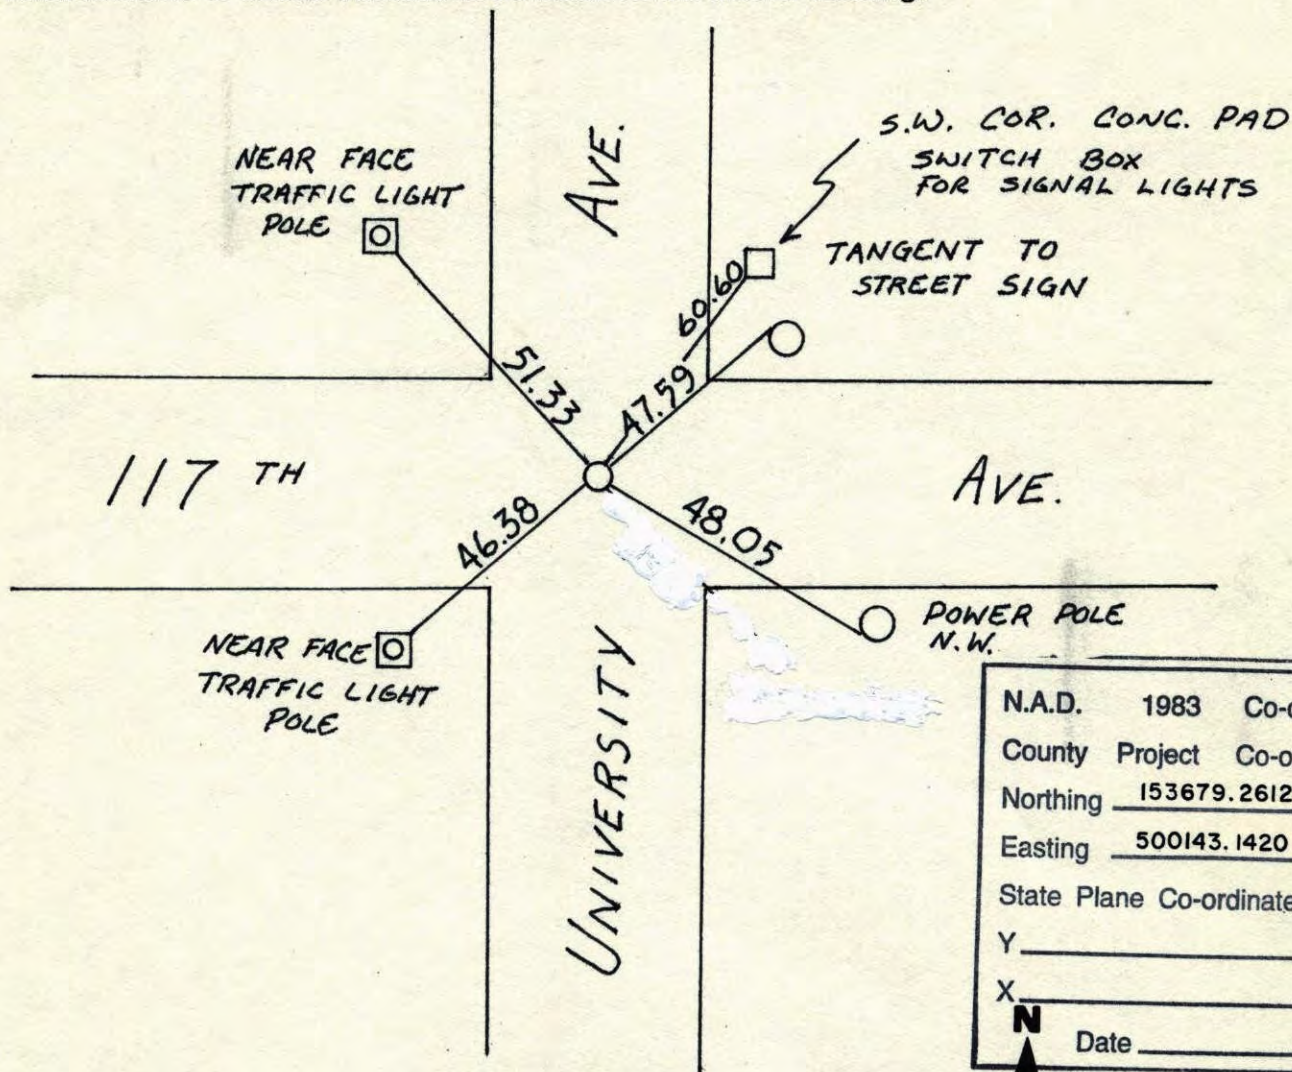 NEAR FACE
TRAFFIC LIGHT
POLE
AVE.
S.W. COR. CONC. PAD
SWITCH BOX
FOR SIGNAL LIGHTS
TANGENT TO
STREET SIGN
60.60
51.33
47.59
117 TH
AVE.
46.38
48.05
NEAR FACE
TRAFFIC LIGHT
POLE
UNIVERSITY
POWER POLE
N.W.
N.A.D. 1983
County Project
Northing 153679.2612
Easting 500143.1420
State Plane Co-ordinate
Y
X
N
Date